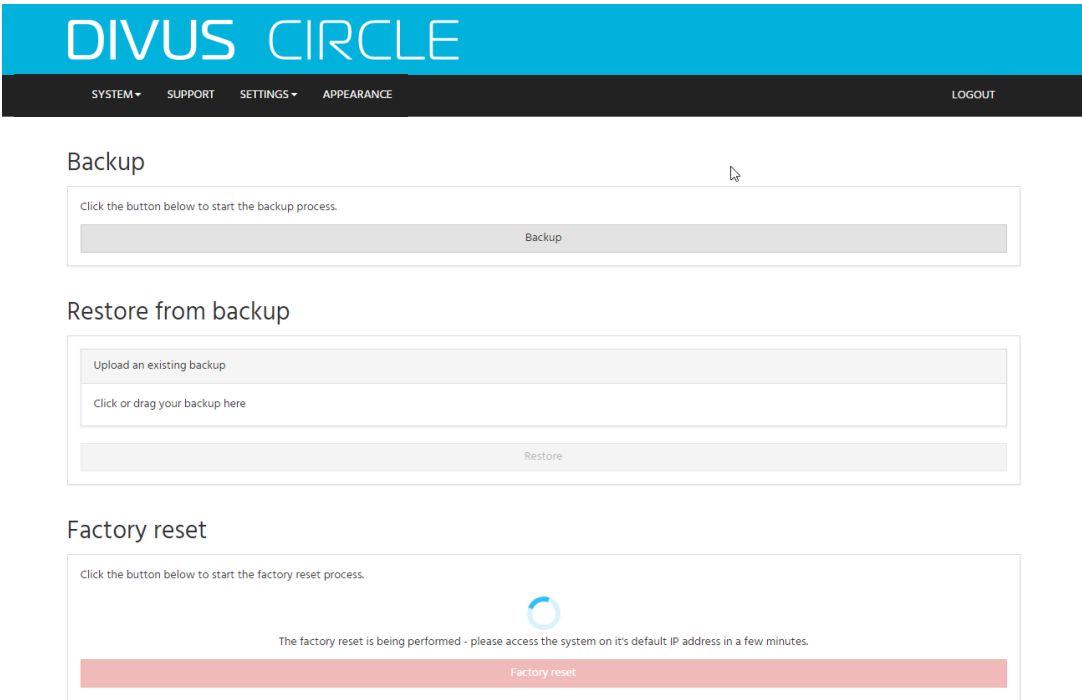 DIVUS CIRCLE
SYSTEM SUPPORT SETTINGS APPEARANCE LOGOUT
Backup
Click the button below to start the backup process.
Backup
Restore from backup
Upload an existing backup
Click or drag your backup here
Restore
Factory reset
Click the button below to start the factory reset process.
The factory reset is being performed - please access the system on it's default IP address in a few minutes.
Factory reset